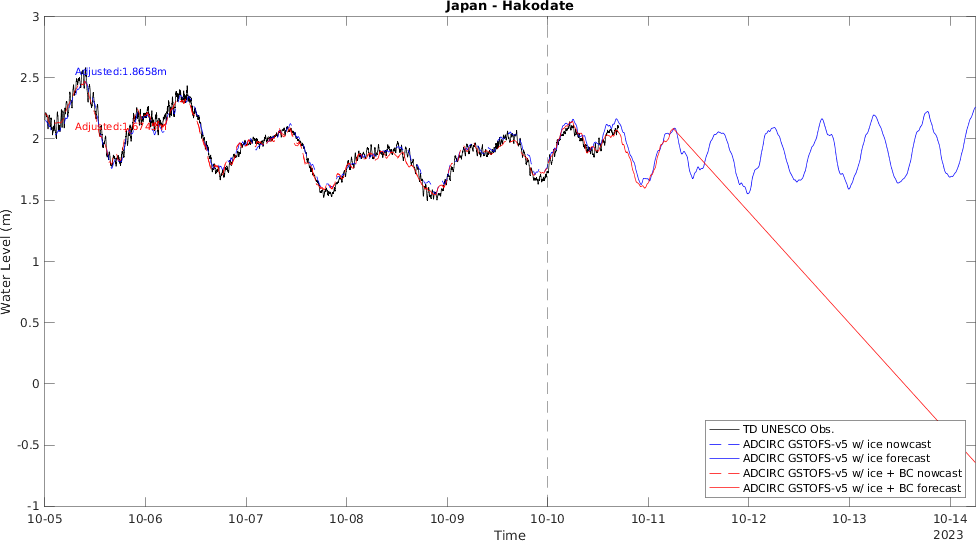 Japan - Hakodate
Water Level (m)
3
2.5
2
1.5
1
0.5
0
-0.5
-1
Adjusted:1.8658m
TD UNESCO Obs.
ADCIRC GSTOFS-v5 w/ ice nowcast
ADCIRC GSTOFS-v5 w/ ice forecast
ADCIRC GSTOFS-v5 w/ ice + BC nowcast
ADCIRC GSTOFS-v5 w/ ice + BC forecast
10-05 10-06 10-07 10-08 10-09 10-10 10-11 10-12 10-13 10-14
2023
Time